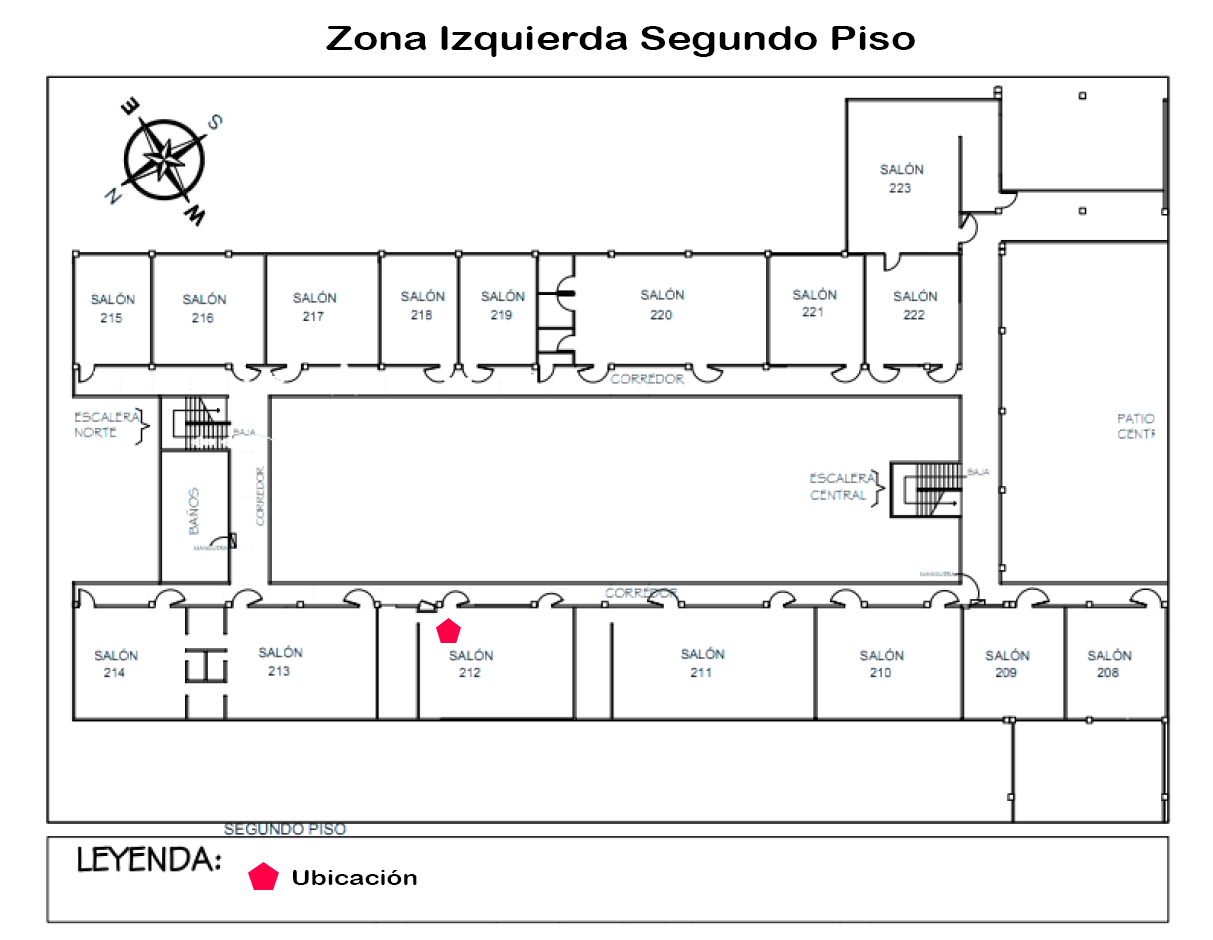 Zona Izquierda Segundo Piso
E
S
N
W
SALÓN
223
SALÓN
215
SALÓN
216
SALÓN
217
SALÓN
218
SALÓN
219
SALÓN
220
SALÓN
221
SALÓN
222
CORREDOR
ESCALERA
NORTE
BAJA
BAÑOS
CORREDOR
MANGUERA
ESCALERA
CENTRAL
BAJA
PATIO
CENTR
MANGUERA
CORREDOR
SALÓN
214
SALÓN
213
SALÓN
212
SALÓN
211
SALÓN
210
SALÓN
209
SALÓN
208
SEGUNDO PISO
LEYENDA:
Ubicación